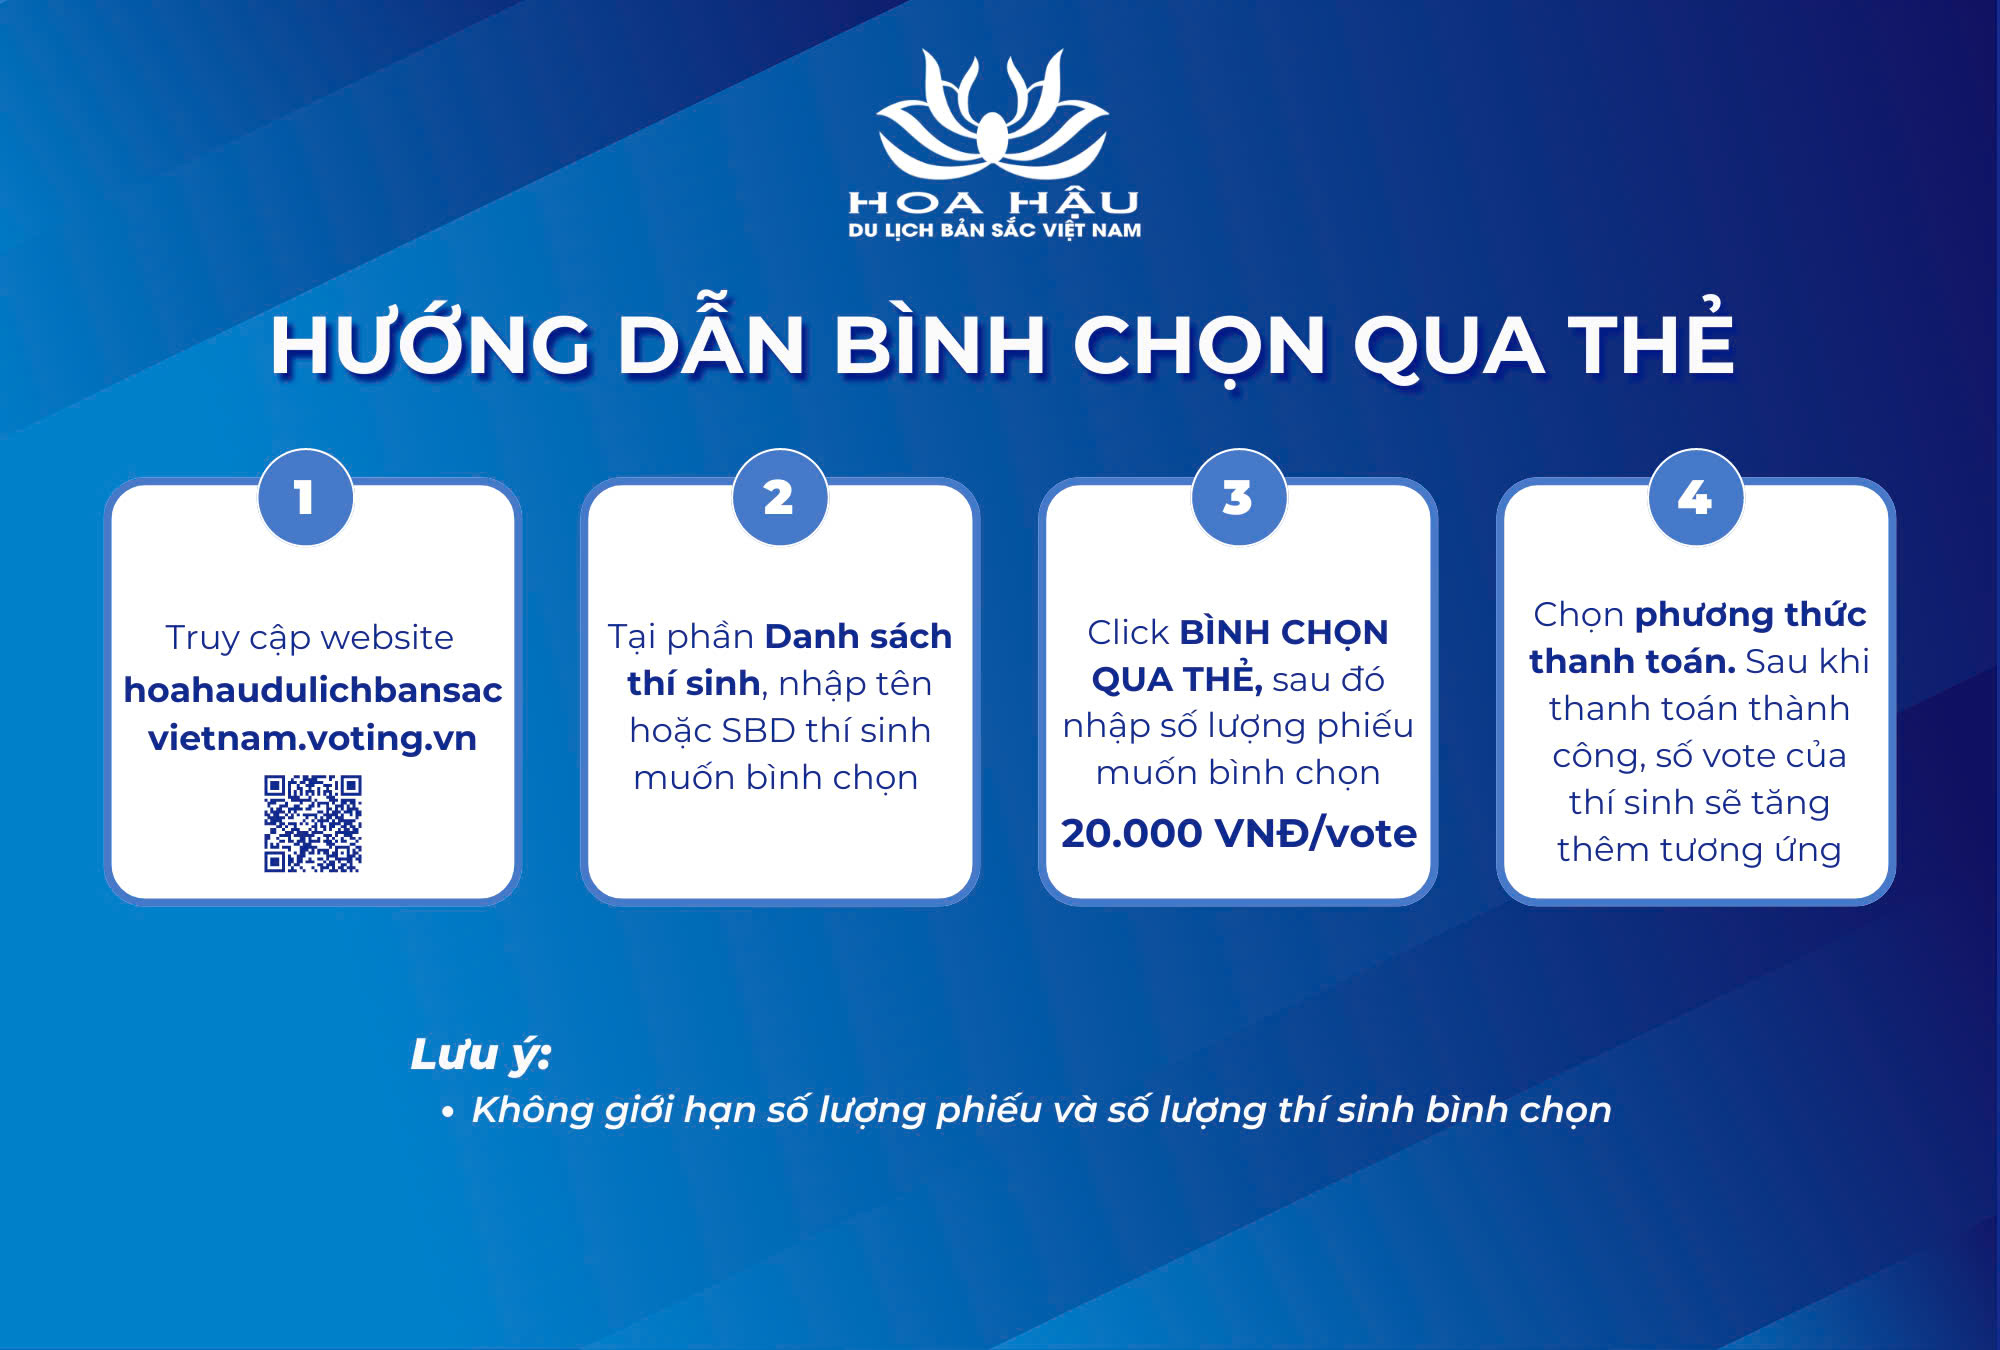 HOA HẬU
DU LỊCH BẢN SẮC VIỆT NAM
HƯỚNG DẪN BÌNH CHỌN QUA THẺ
1
Truy cập website
hoahaudulichbansac
vietnam.voting.vn
2
Tại phần Danh sách
thí sinh, nhập tên
hoặc SBD thí sinh
muốn bình chọn
3
Click BÌNH CHỌN
QUA THẺ, sau đó
nhập số lượng phiếu
muốn bình chọn
20.000 VNĐ/vote
4
Chọn phương thức
thanh toán. Sau khi
thanh toán thành
công, số vote của
thí sinh sẽ tăng
thêm tương ứng
Lưu ý:
• Không giới hạn số lượng phiếu và số lượng thí sinh bình chọn